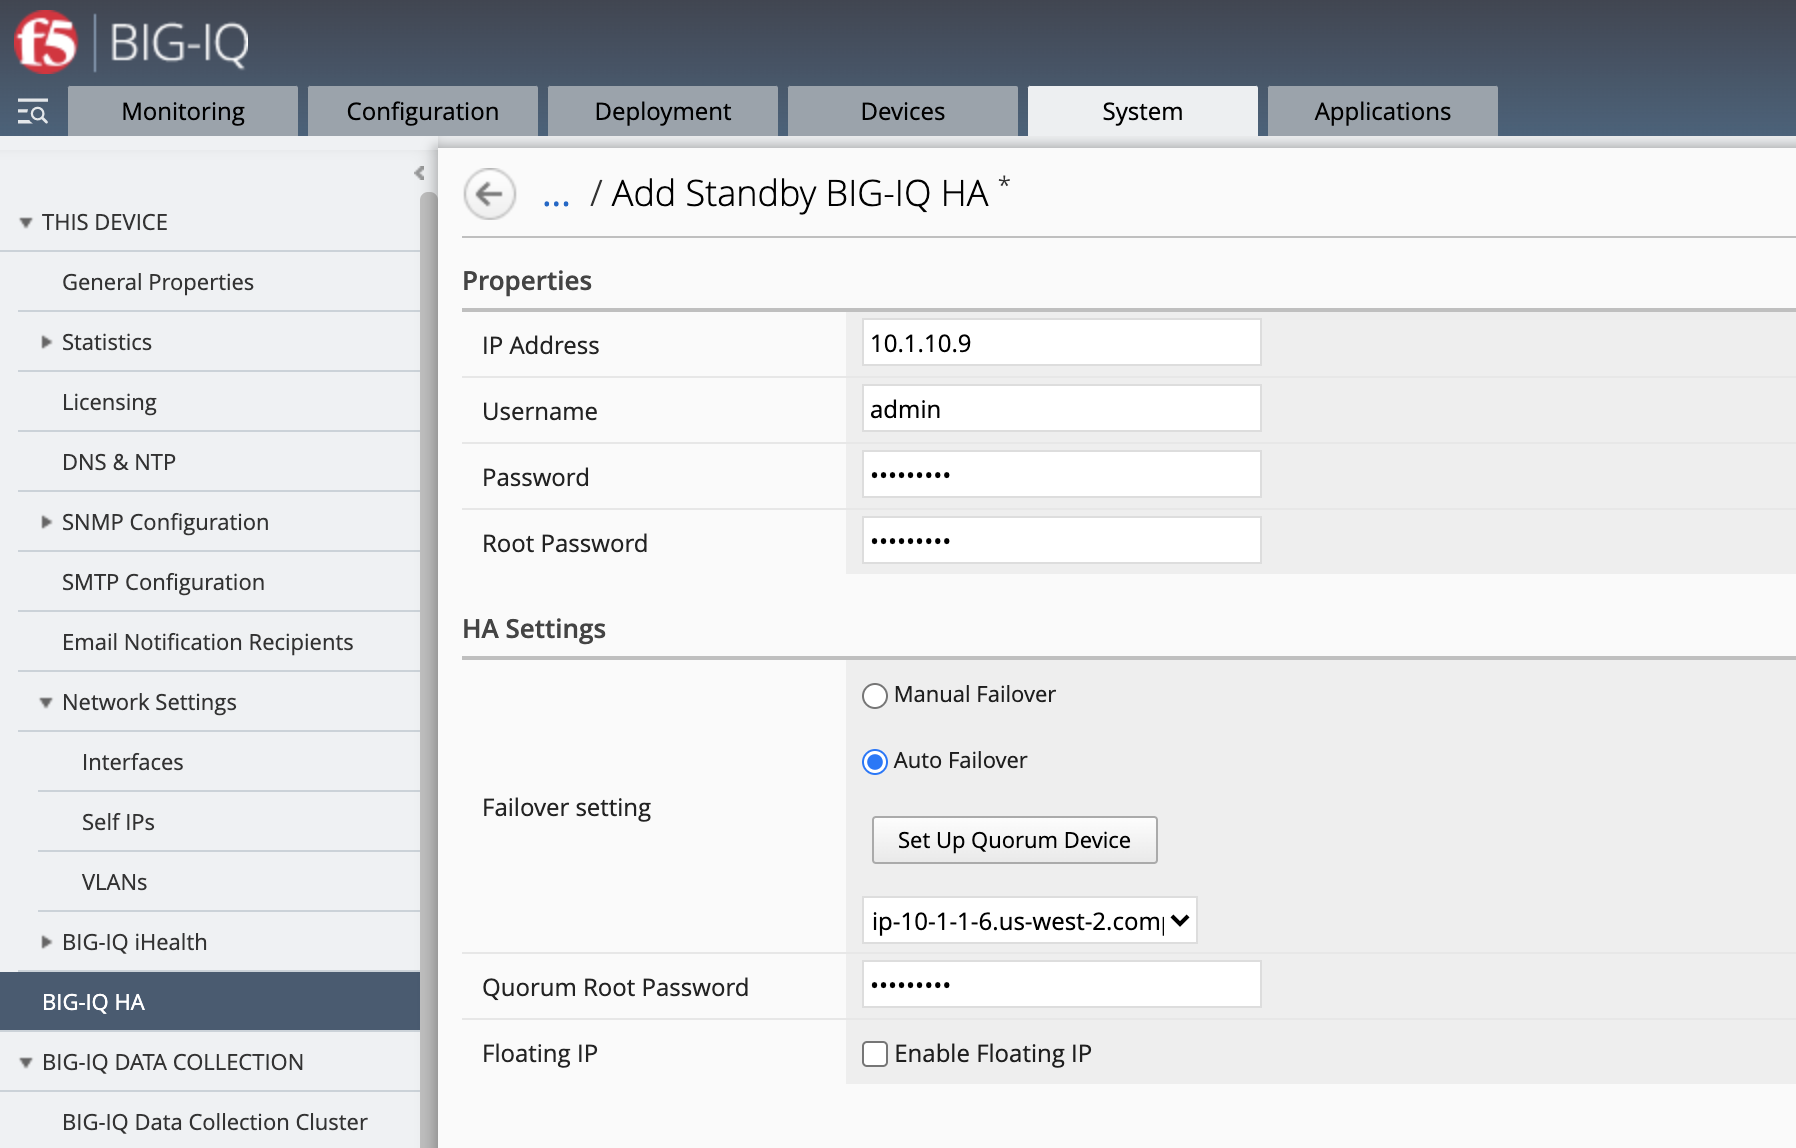 f5 BIG-IQ
Monitoring Configuration Deployment Devices System Applications
... / Add Standby BIG-IQ HA *
THIS DEVICE
General Properties
Statistics
Licensing
DNS & NTP
SNMP Configuration
SMTP Configuration
Email Notification Recipients
Network Settings
Interfaces
Self IPs
VLANs
BIG-IQ iHealth
BIG-IQ HA
BIG-IQ DATA COLLECTION
BIG-IQ Data Collection Cluster
Properties
IP Address 10.1.10.9
Username admin
Password •••••••••
Root Password •••••••••
HA Settings
Failover setting
Manual Failover
Auto Failover
Set Up Quorum Device
ip-10-1-1-6.us-west-2.com
Quorum Root Password •••••••••
Floating IP Enable Floating IP